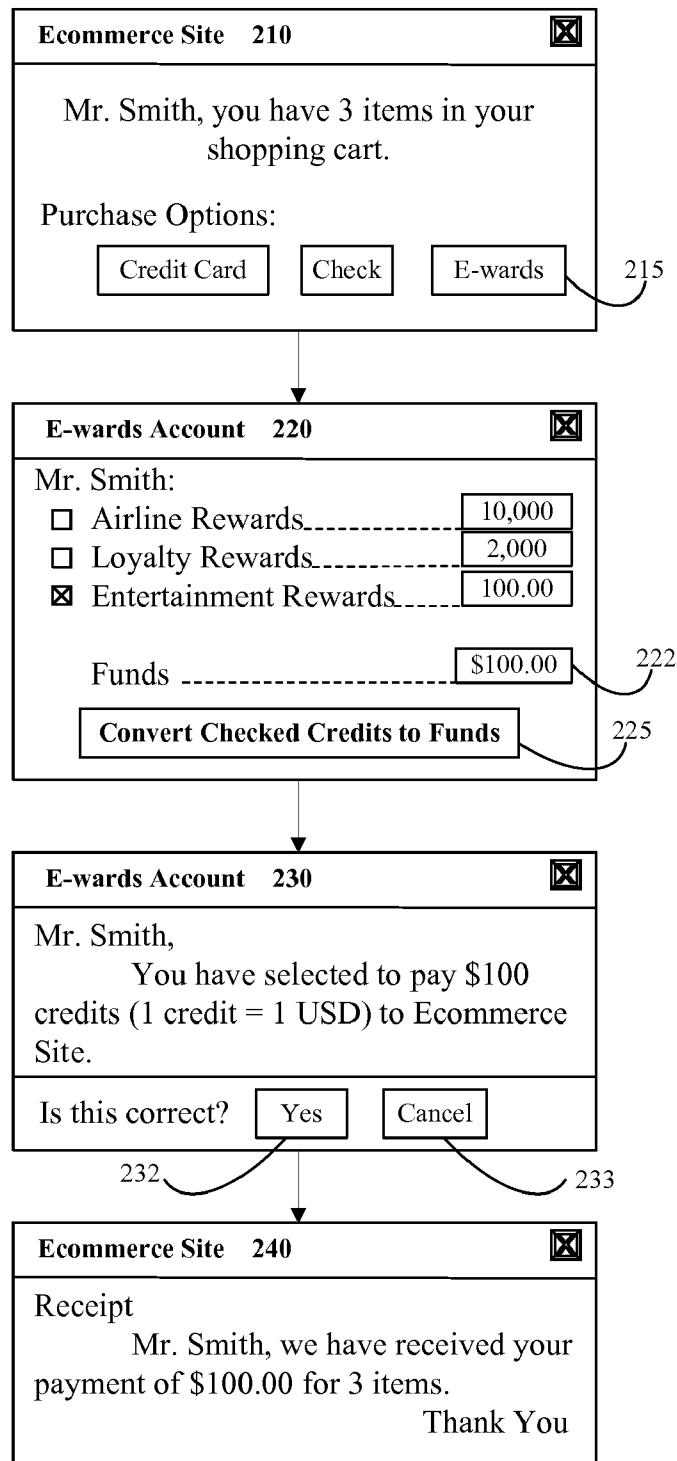 Ecommerce Site 210
Mr. Smith, you have 3 items in your
shopping cart.
Purchase Options:
Credit Card Check E-wards 215
E-wards Account 220
Mr. Smith:
Airline Rewards 10,000
Loyalty Rewards 2,000
Entertainment Rewards 100.00
Funds $100.00 222
Convert Checked Credits to Funds 225
E-wards Account 230
Mr. Smith,
You have selected to pay $100
credits (1 credit = 1 USD) to Ecommerce
Site.
Is this correct? Yes Cancel
232 233
Ecommerce Site 240
Receipt
Mr. Smith, we have received your
payment of $100.00 for 3 items.
Thank You